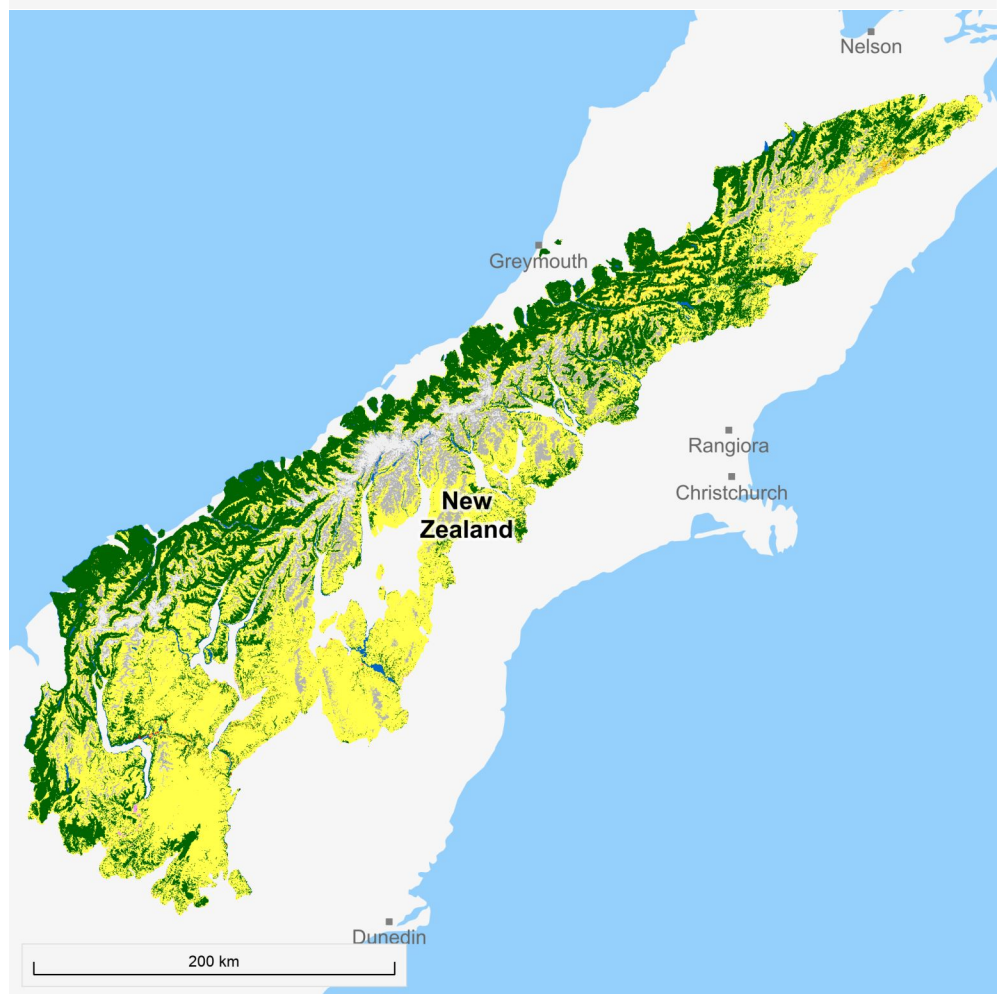 Nelson
Greymouth
Rangiora
Christchurch
New
Zealand
Dunedin
200 km